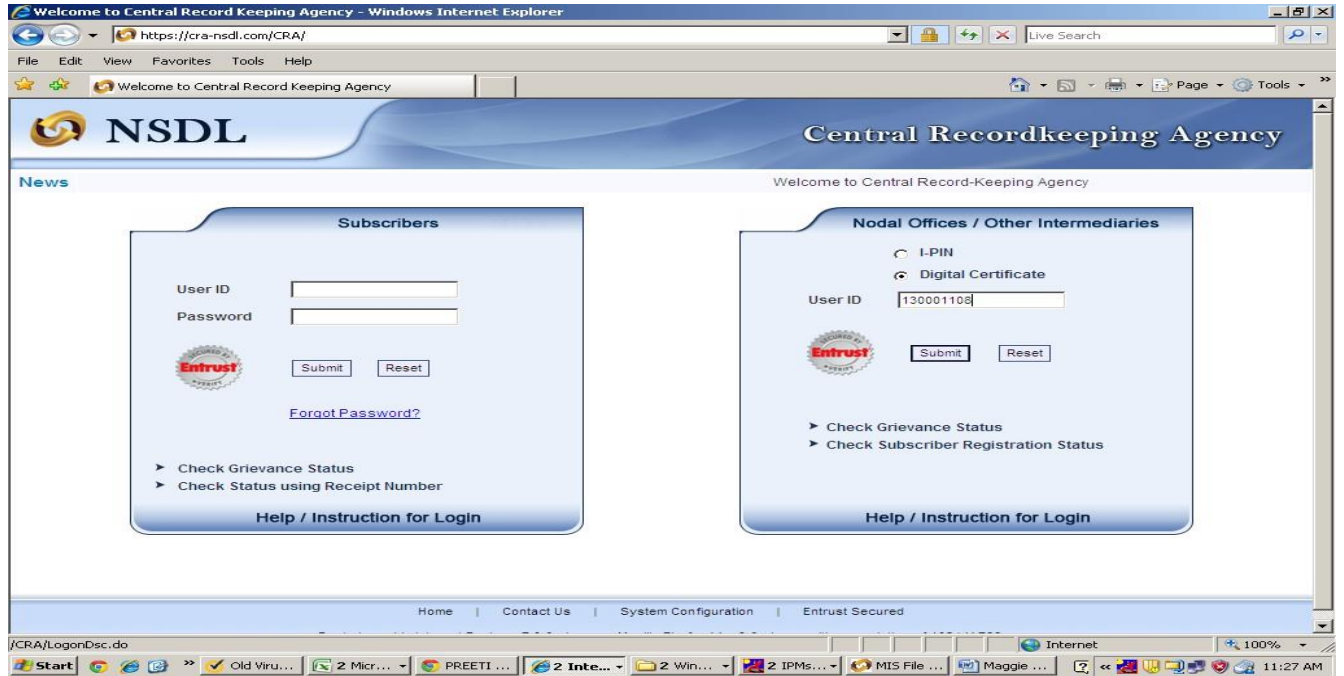 Welcome to Central Record Keeping Agency - Windows Internet Explorer
https://cra-nsdl.com/CRA/
Live Search
File Edit View Favorites Tools Help
Welcome to Central Record Keeping Agency
Page Tools
NSDL
Central Recordkeeping Agency
News
Welcome to Central Record-Keeping Agency
Subscribers
User ID
Password
SECURED BY
Entrust
VERIFY
Submit Reset
Forgot Password?
Check Grievance Status
Check Status using Receipt Number
Help / Instruction for Login
Nodal Offices / Other Intermediaries
I-PIN
Digital Certificate
User ID 130001108
SECURED BY
Entrust
VERIFY
Submit Reset
Check Grievance Status
Check Subscriber Registration Status
Help / Instruction for Login
Home | Contact Us | System Configuration | Entrust Secured
/CRA/LogonDsc.do
Internet
100%
Start
Old Viru...
2 Micr...
PREETI ...
2 Inte...
2 Win...
2 IPMs...
MIS File ...
Maggie ...
11:27 AM